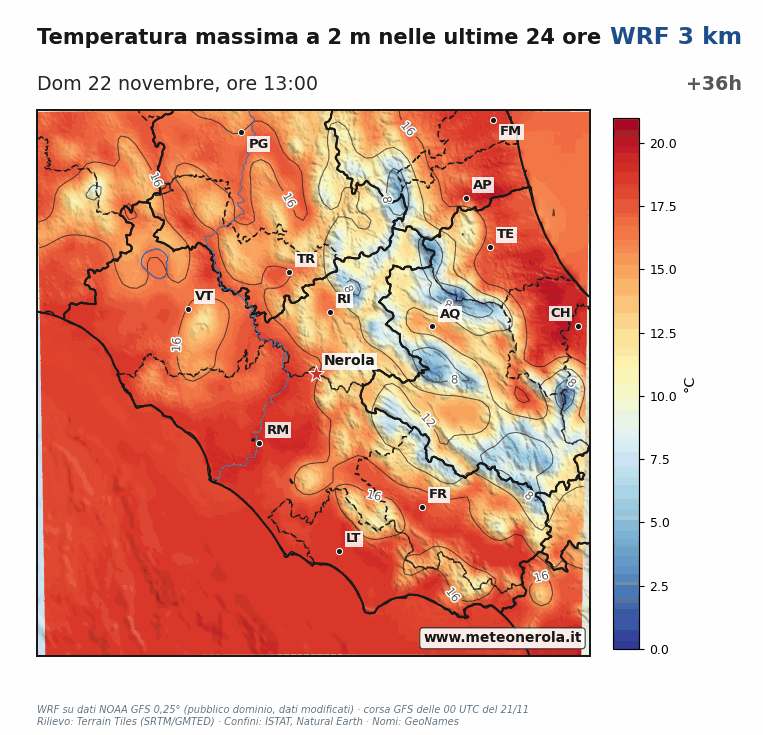 Temperatura massima a 2 m nelle ultime 24 ore WRF 3 km
Dom 22 novembre, ore 13:00 +36h
16
PG
FM
16
16
8
AP
TE
TR
VT
8
RI
8
AQ
CH
16
Nerola
8
8
12
RM
16
FR
8
LT
16
16
www.meteonerola.it
20.0
17.5
15.0
12.5
10.0
7.5
5.0
2.5
0.0
°C
WRF su dati NOAA GFS 0,25° (pubblico dominio, dati modificati) · corsa GFS delle 00 UTC del 21/11
Rilievo: Terrain Tiles (SRTM/GMTED) · Confini: ISTAT, Natural Earth · Nomi: GeoNames